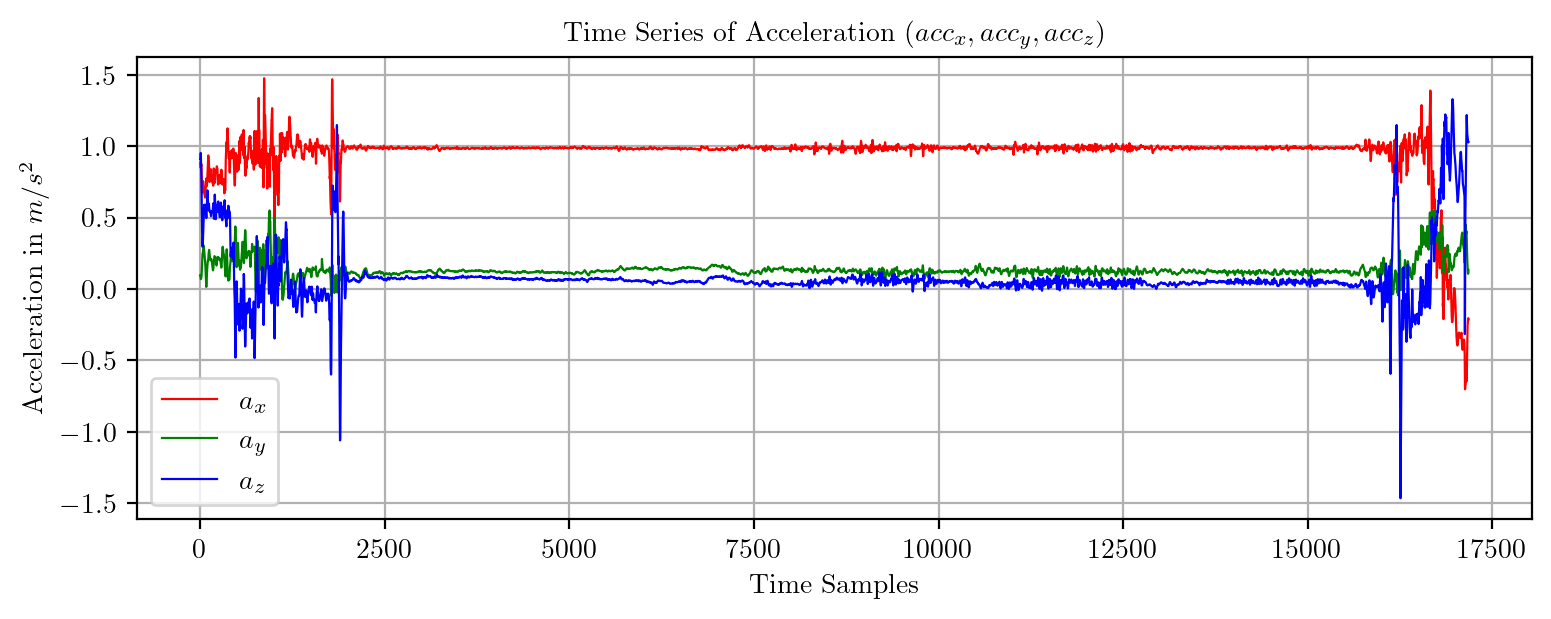 Time Series of Acceleration (acc_x, acc_y, acc_z)
Acceleration in m/s^2
1.5
1.0
0.5
0.0
−0.5
−1.0
−1.5
a_x
a_y
a_z
0 2500 5000 7500 10000 12500 15000 17500
Time Samples